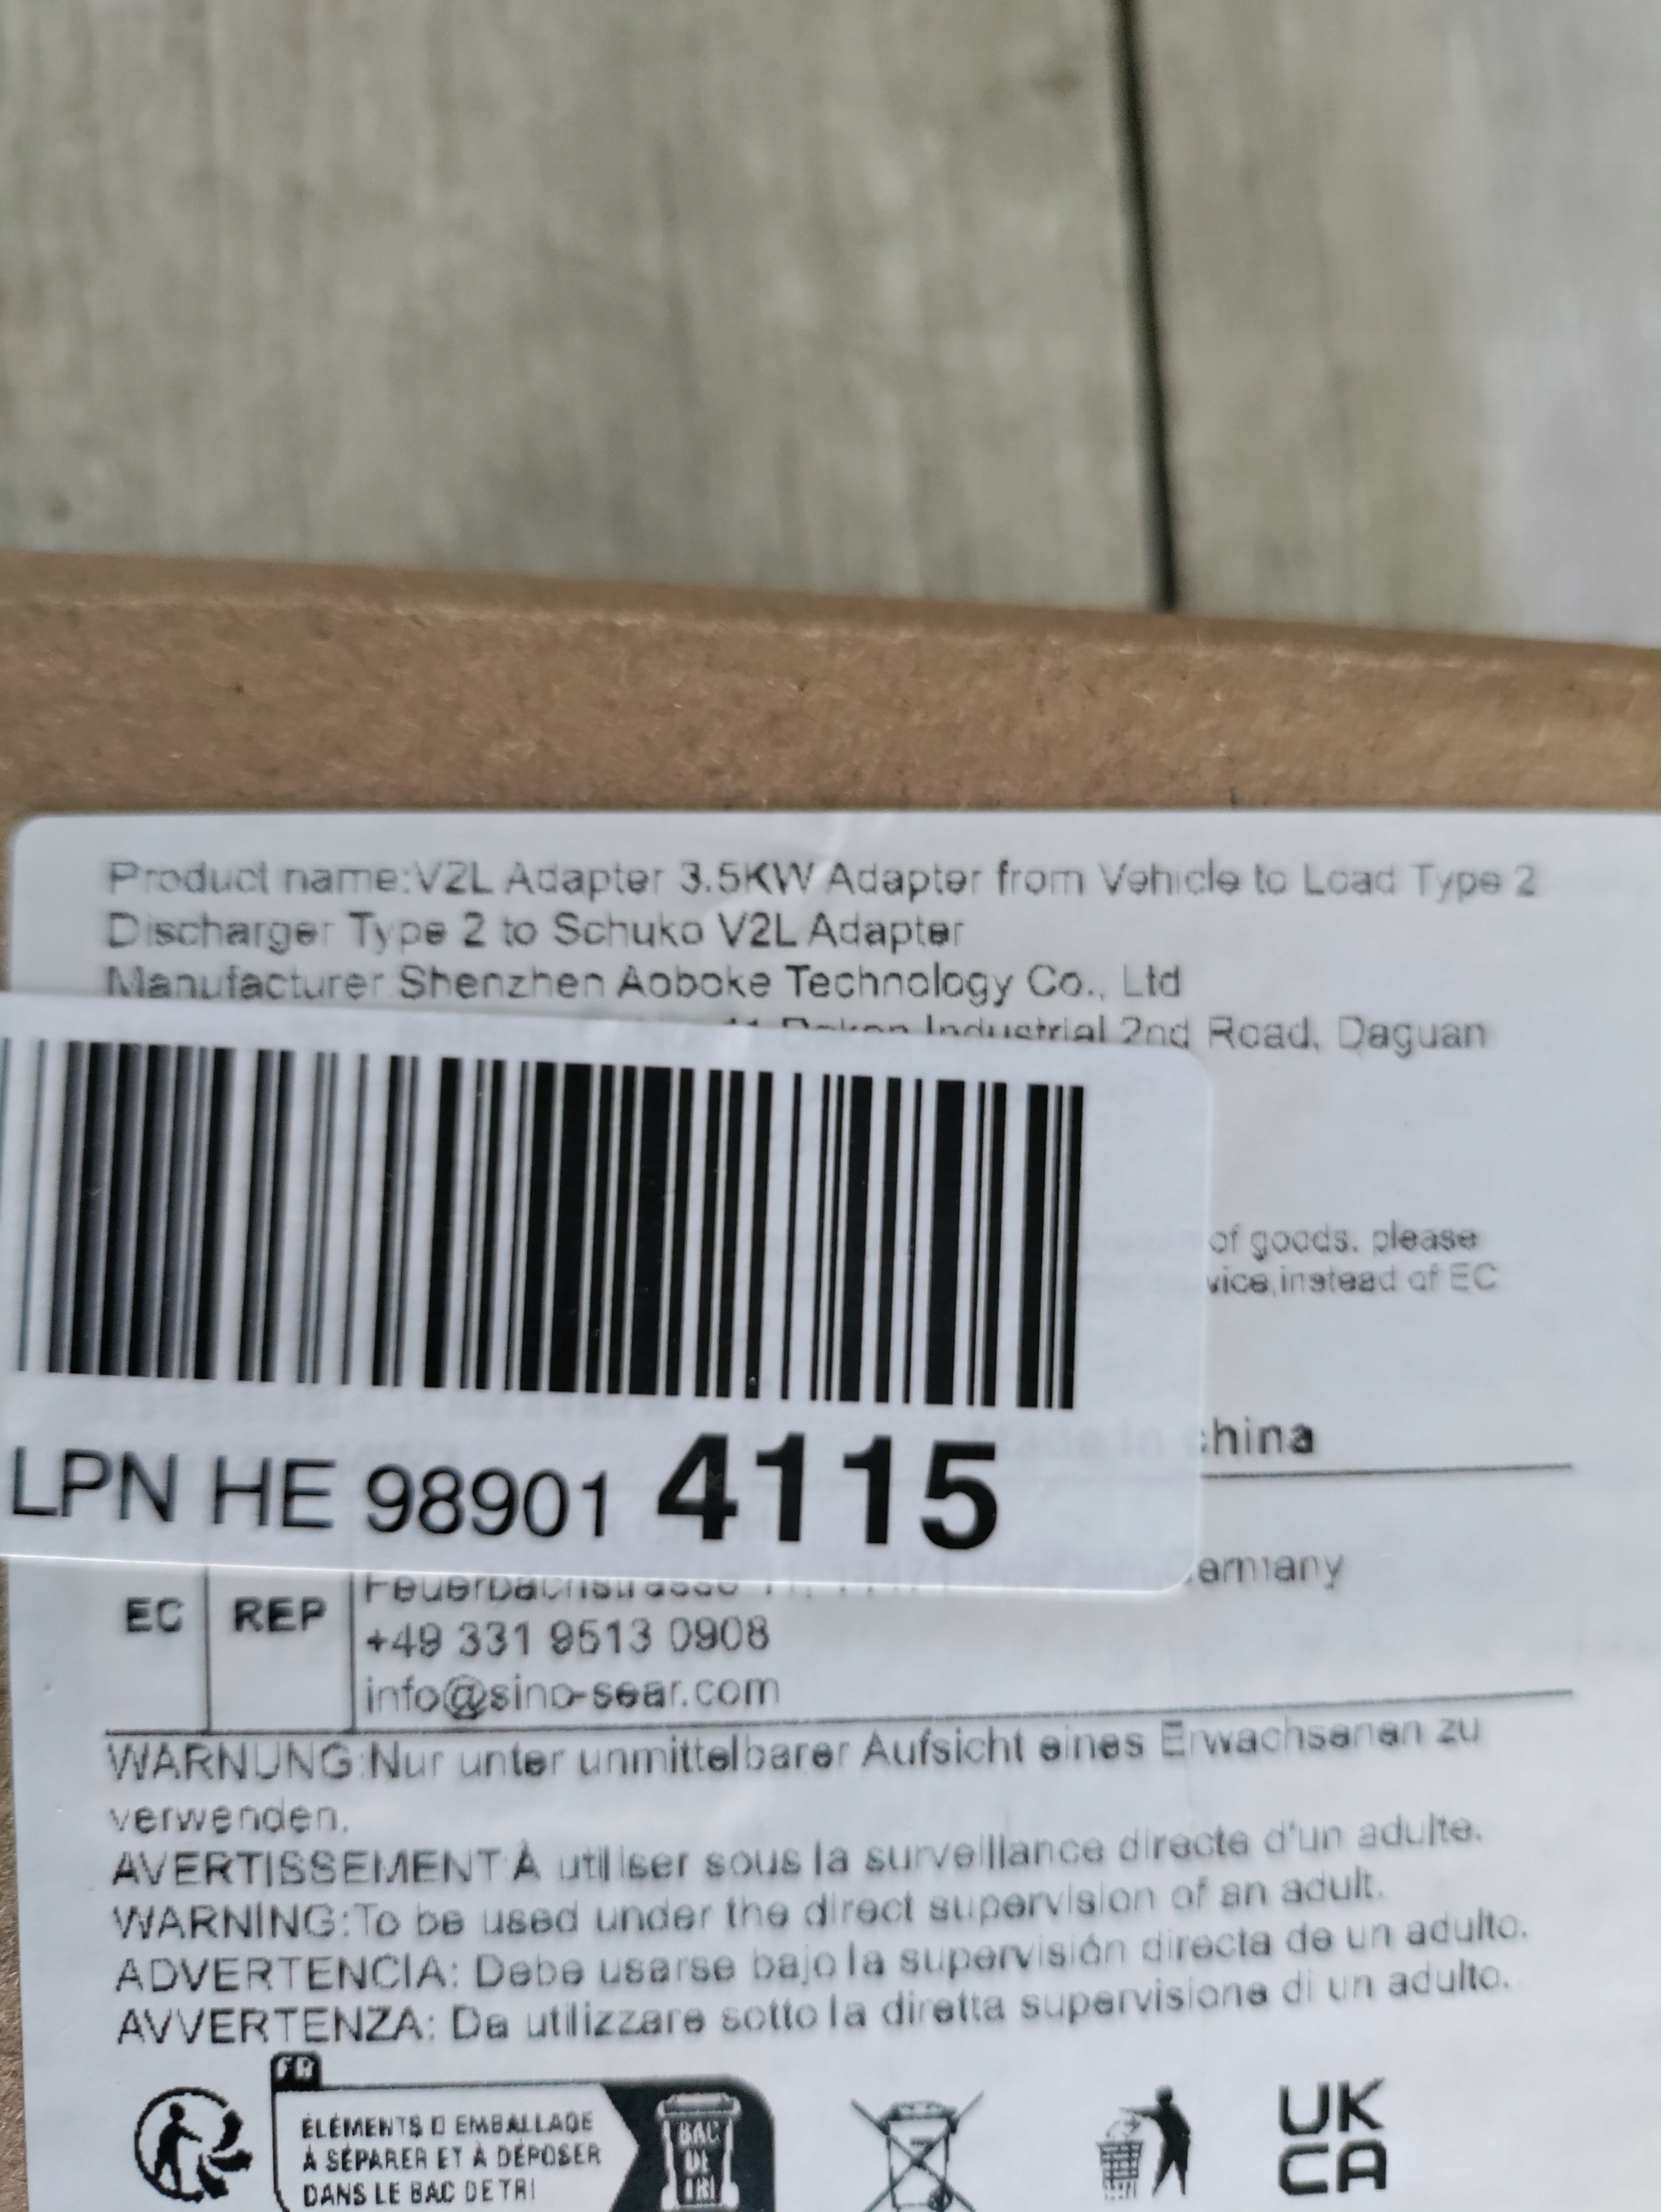 Product name:V2L Adapter 3.5KW Adapter from Vehicle to Load Type 2
Discharger Type 2 to Schuko V2L Adapter
Manufacturer Shenzhen Aoboke Technology Co., Ltd
Industrial 2nd Road, Daguan
of goods. please
instead of EC
LPN HE 98901 4115
EC REP
+49 331 9513 0908
info@sino-sear.com
WARNUNG:Nur unter unmittelbarer Aufsicht eines Erwachsenen zu
verwenden.
AVERTISSEMENT À utiliser sous la surveillance directe d'un adulte.
WARNING:To be used under the direct supervision of an adult.
ADVERTENCIA: Debe usarse bajo la supervisión directa de un adulto.
AVVERTENZA: Da utilizzare sotto la diretta supervisione di un adulto.
FR
ÉLÉMENTS D EMBALLAGE
À SÉPARER ET À DÉPOSER
DANS LE BAC DE TRI
BAC
DE
TRI
UK
CA